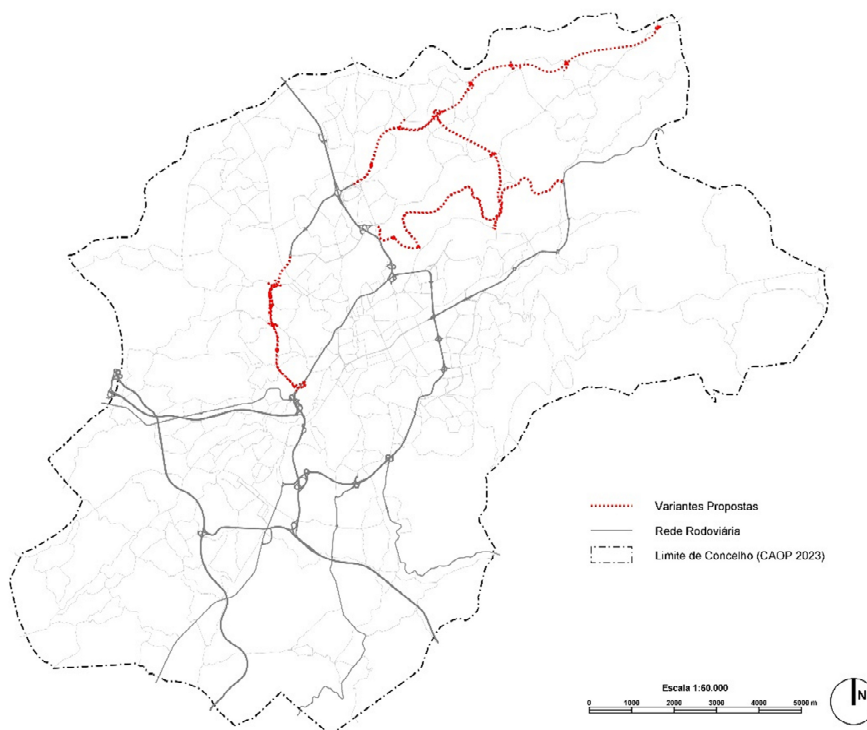 Variantes Propostas
Rede Rodoviária
Limite de Concelho (CAOP 2023)
Escala 1:60.000
0 1000 2000 3000 4000 5000 m
N